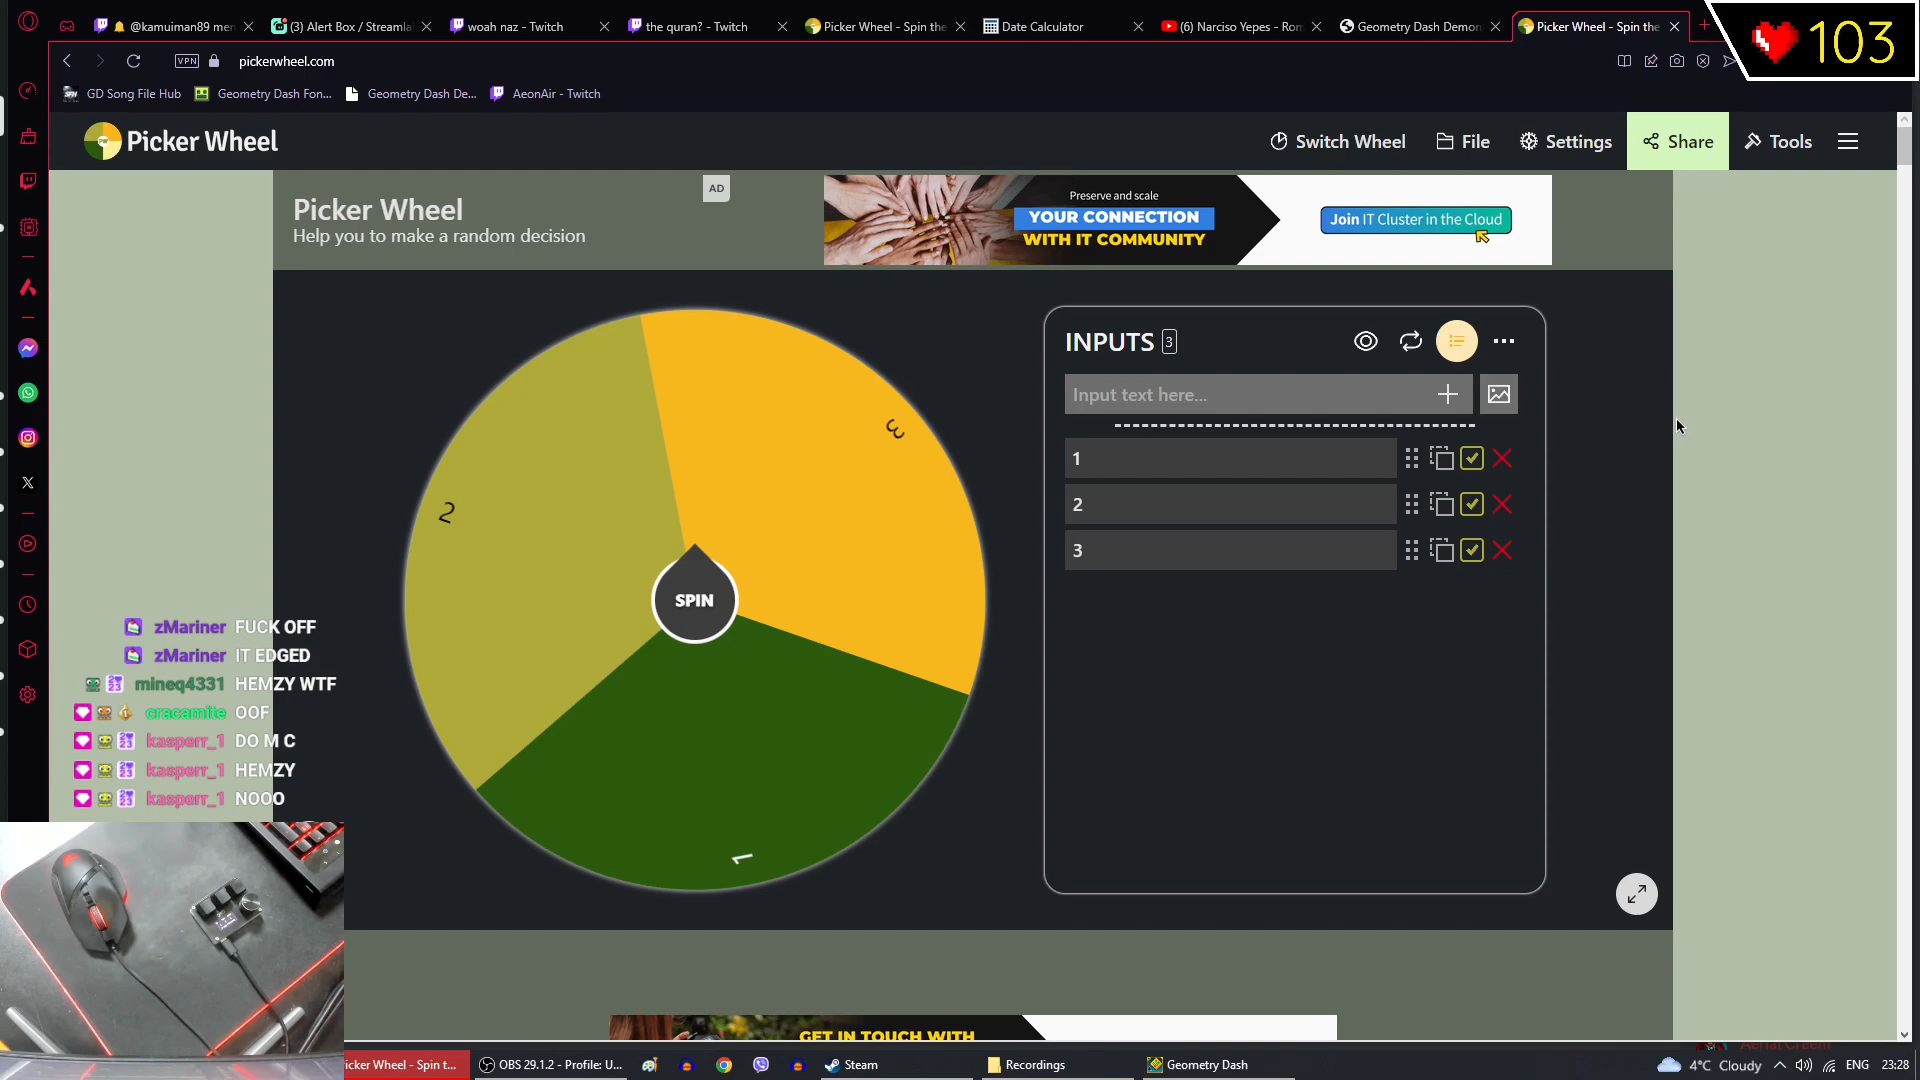 @kamuiman89 men
(3) Alert Box / Streamla
woah naz - Twitch
the quran? - Twitch
Picker Wheel - Spin the
Date Calculator
(6) Narciso Yepes - Rom
Geometry Dash Demon
Picker Wheel - Spin the
103
VPN
pickerwheel.com
GD Song File Hub
Geometry Dash Fon...
Geometry Dash De...
AeonAir - Twitch
Picker Wheel
Switch Wheel
File
Settings
Share
Tools
Picker Wheel
Help you to make a random decision
AD
Preserve and scale
YOUR CONNECTION
WITH IT COMMUNITY
Join IT Cluster in the Cloud
INPUTS 3
Input text here...
1
2
3
3
2
1
SPIN
zMariner FUCK OFF
zMariner IT EDGED
mineq4331 HEMZY WTF
cracamite OOF
kasperr_1 DO M C
kasperr_1 HEMZY
kasperr_1 NOOO
GET IN TOUCH WITH
icker Wheel - Spin t...
OBS 29.1.2 - Profile: U...
Steam
Recordings
Geometry Dash
4°C Cloudy
ENG
23:28